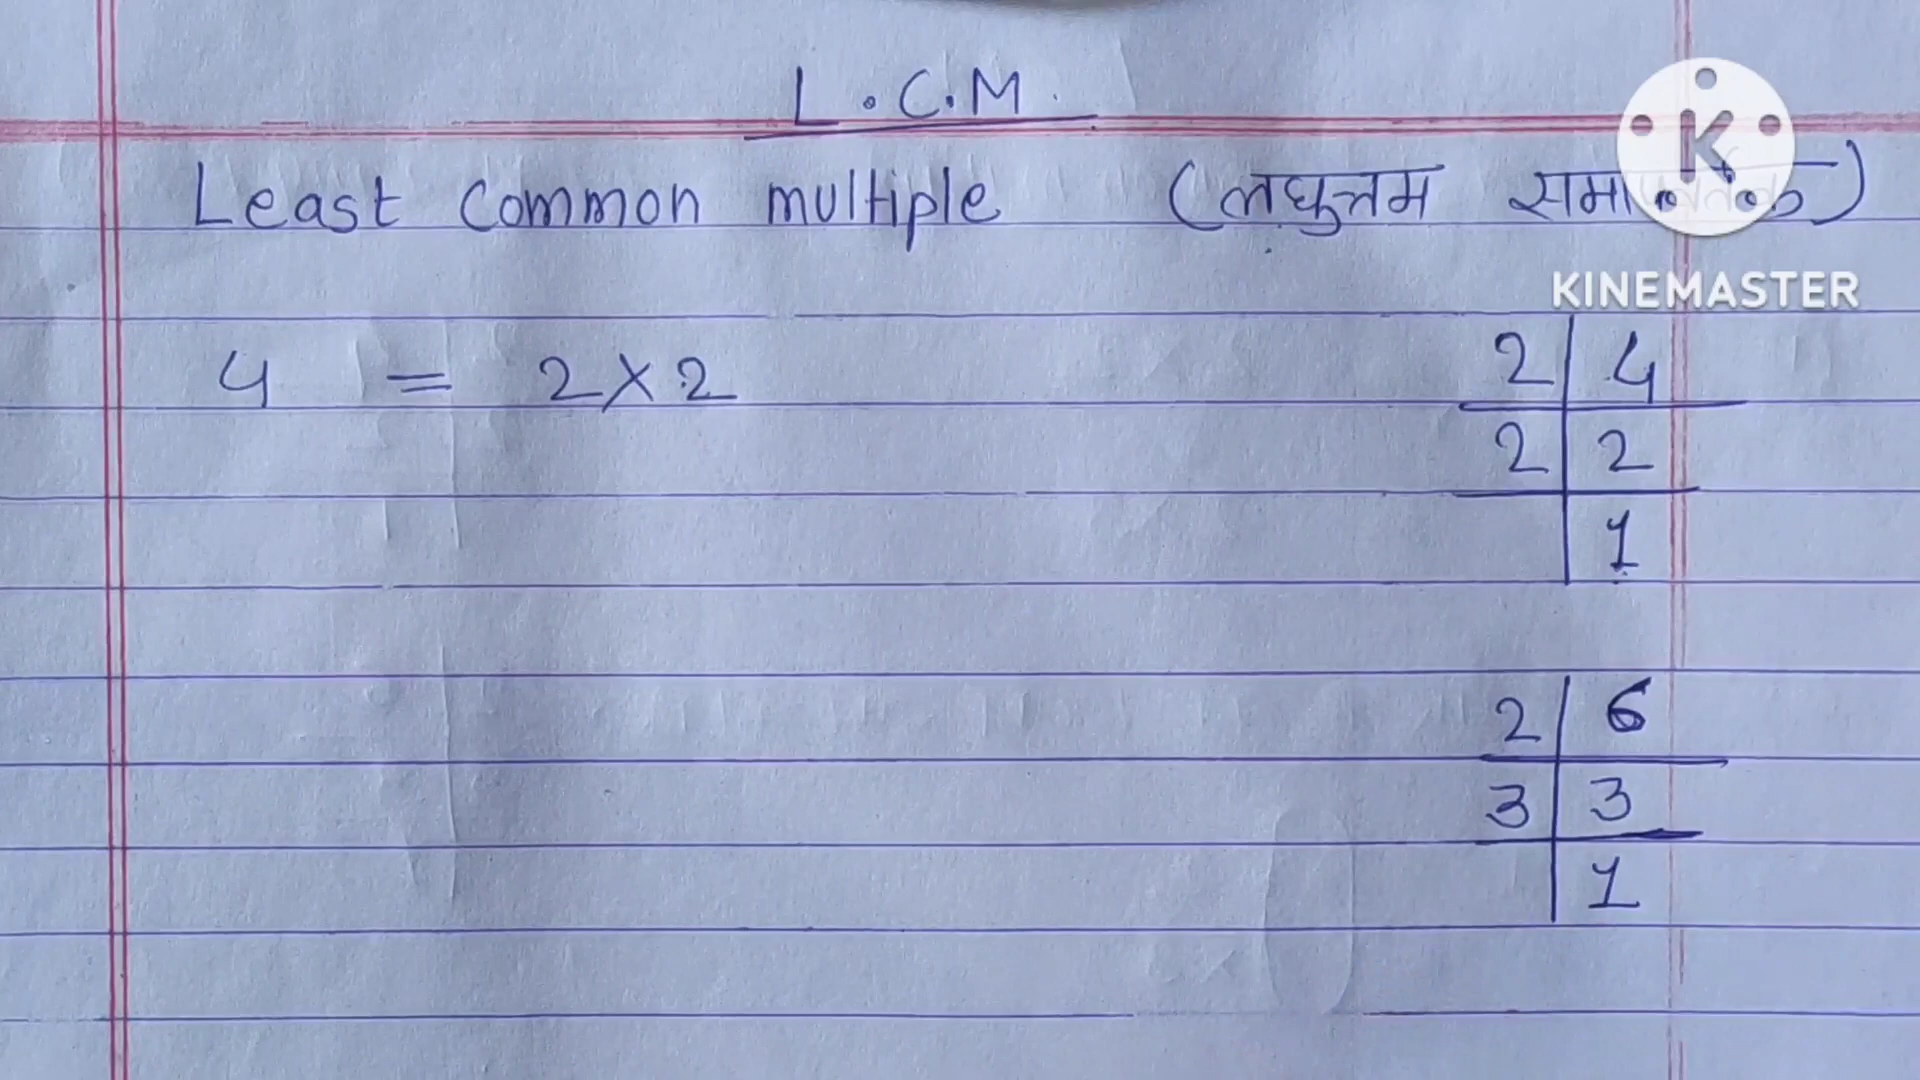 L.C.M.
Least common multiple (लघुत्तम
KINEMASTER
4 = 2×2
2 4
2 2
1
2 6
3 3
1